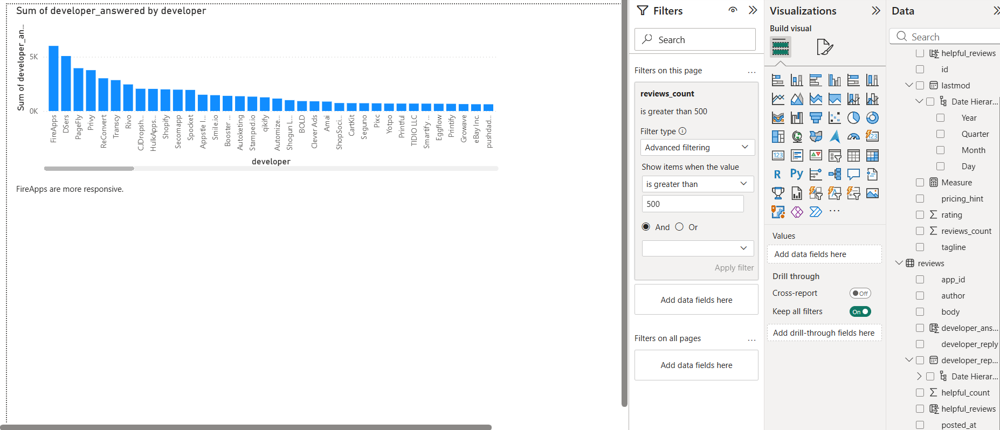 Sum of developer_answered by developer
Sum of developer_an...
5K
0K
FireApps
DSers
PageFly
Privy
ReConvert
Transcy
Rivo
CJDropsh...
HulkApps...
Shopify
Secomapp
Spocket
Appstle I...
Smile.io
Booster ...
Autoketing
Stamped.io
qikify
Automize...
Shogun L...
BOLD
Clever Ads
Amai
ShopSoci...
CartKit
Seguno
Pixc
Yotpo
Printful
TIDIO LLC
Smartify ...
Eggflow
Printify
Growave
eBay Inc.
pushdad...
developer
FireApps are more responsive.
Filters
Search
Filters on this page
...
reviews_count
is greater than 500
Filter type
Advanced filtering
Show items when the value
is greater than
500
And
Or
Apply filter
Add data fields here
Filters on all pages
...
Add data fields here
Visualizations
Build visual
123
123
R
Py
...
Values
Add data fields here
Drill through
Cross-report
Off
Keep all filters
On
Add drill-through fields here
Data
Search
helpful_reviews
id
lastmod
Date Hierar...
Year
Quarter
Month
Day
Measure
pricing_hint
rating
reviews_count
tagline
reviews
app_id
author
body
developer_ans...
developer_reply
developer_rep...
Date Hierar...
helpful_count
helpful_reviews
posted_at